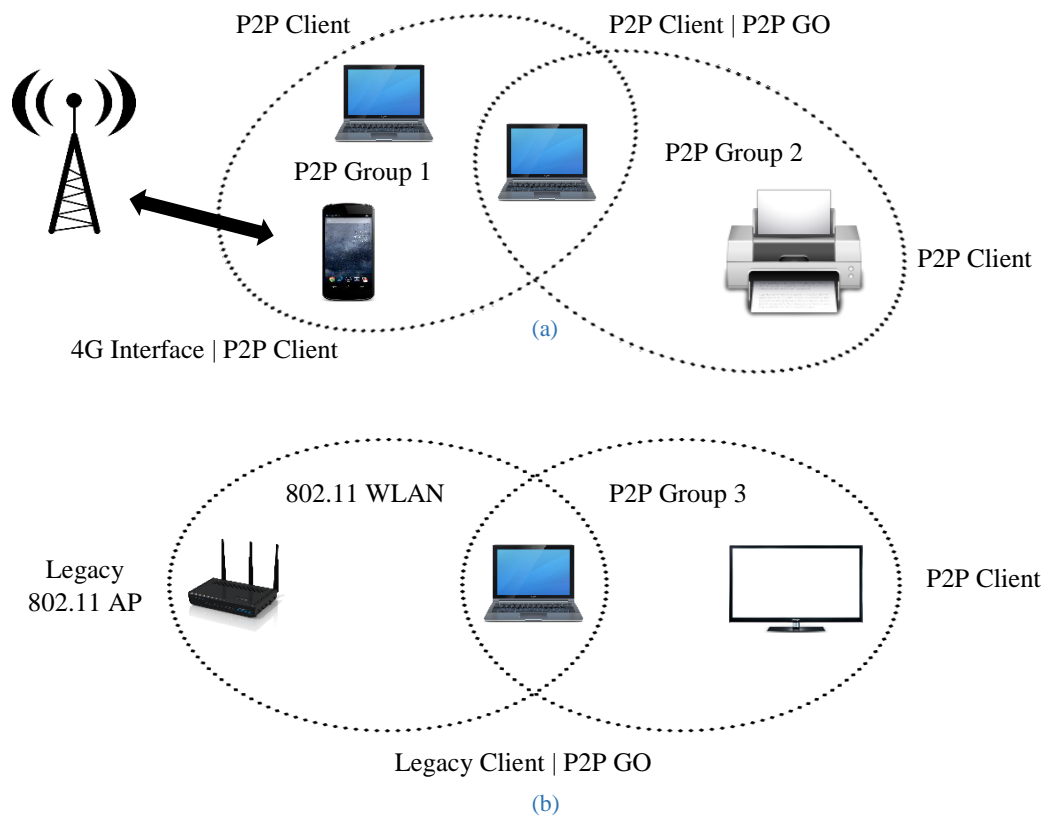 P2P Client
P2P Client | P2P GO
P2P Group 1
P2P Group 2
P2P Client
4G Interface | P2P Client
(a)
802.11 WLAN
P2P Group 3
Legacy
802.11 AP
P2P Client
Legacy Client | P2P GO
(b)